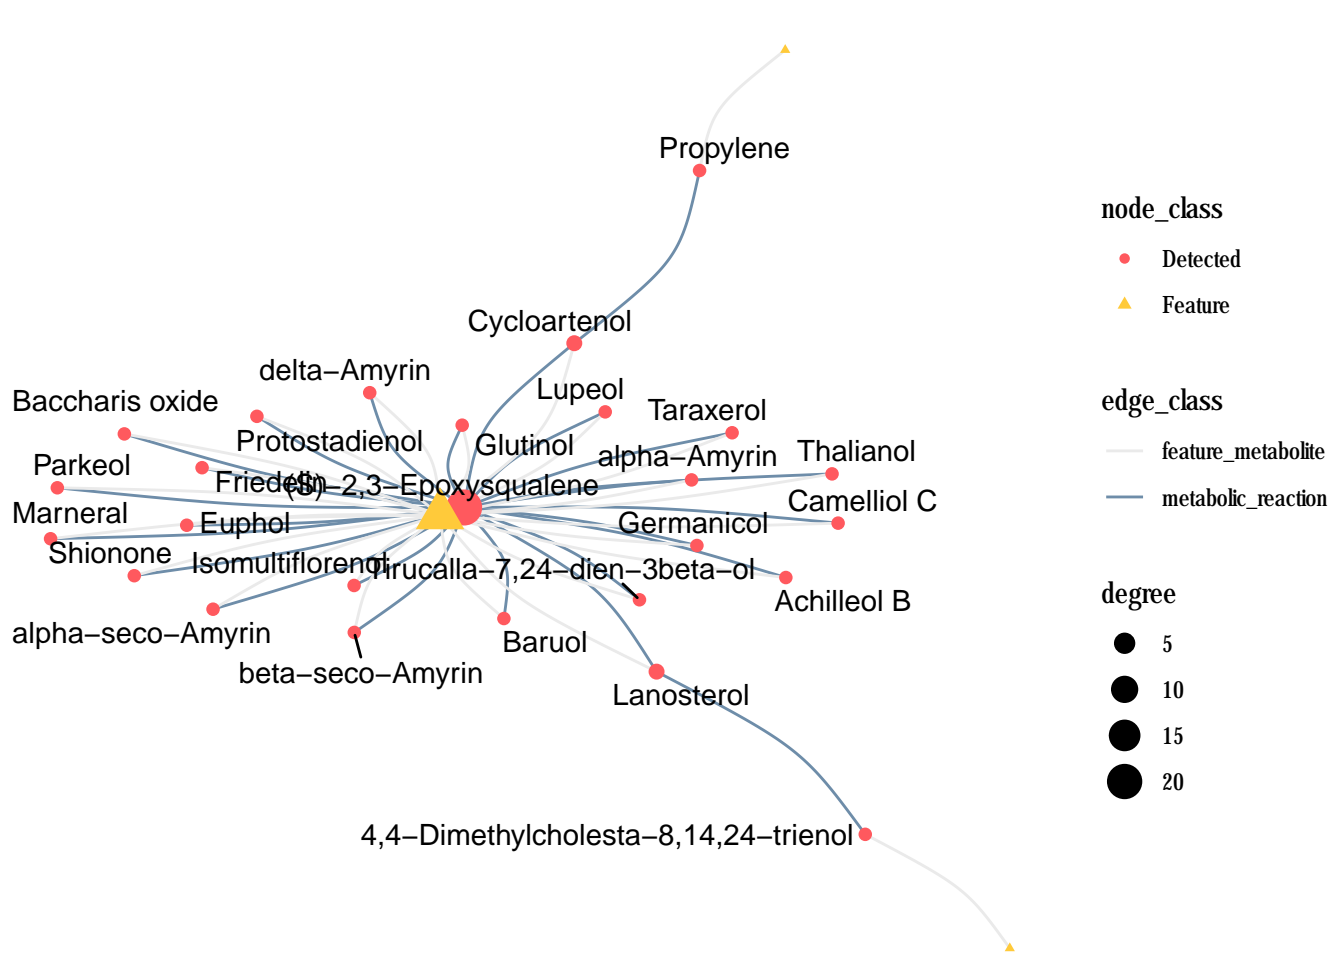 Propylene
Cycloartenol
delta−Amyrin
Lupeol
Baccharis oxide
Taraxerol
Protostadienol
Glutinol
Thalianol
alpha−Amyrin
Parkeol
Friedelin
(S)−2,3−Epoxysqualene
Camelliol C
Marneral
Euphol
Germanicol
Shionone
Isomultiflorenol
Tirucalla−7,24−dien−3beta−ol
Achilleol B
alpha−seco−Amyrin
Baruol
beta−seco−Amyrin
Lanosterol
4,4−Dimethylcholesta−8,14,24−trienol
node_class
Detected
Feature
edge_class
feature_metabolite
metabolic_reaction
degree
5
10
15
20